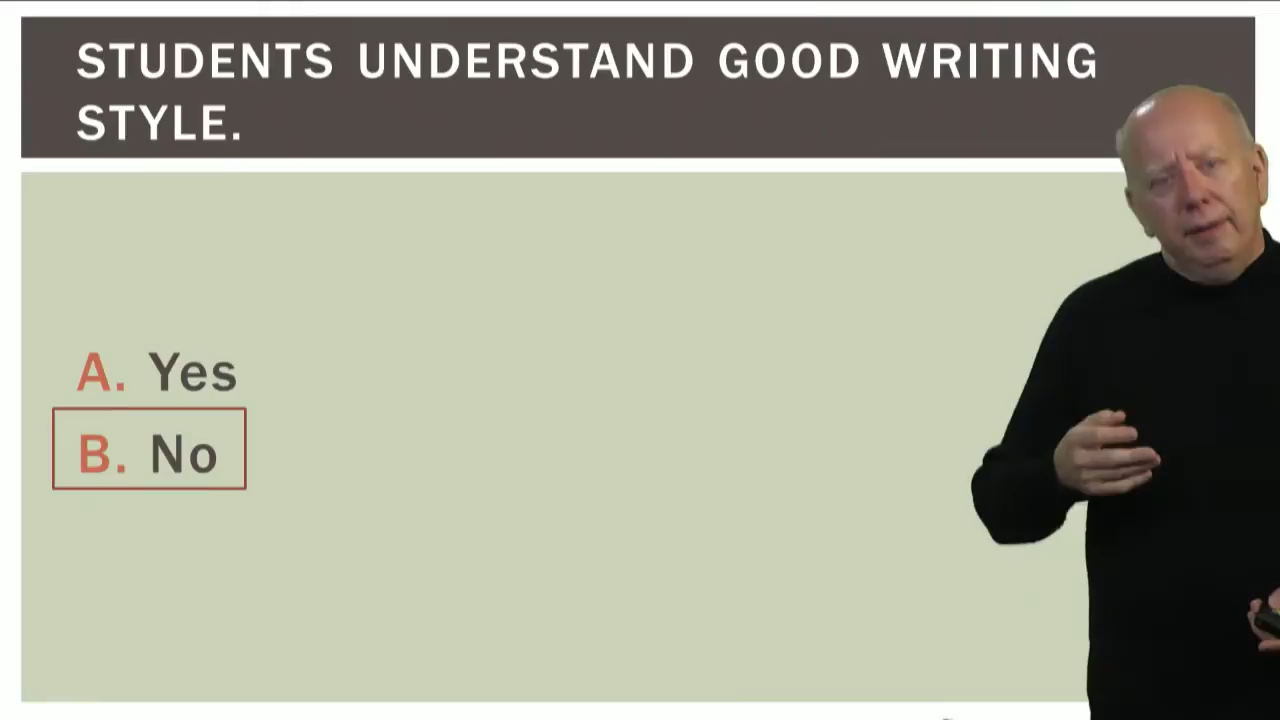 STUDENTS UNDERSTAND GOOD WRITING
STYLE.
A. Yes
B. No